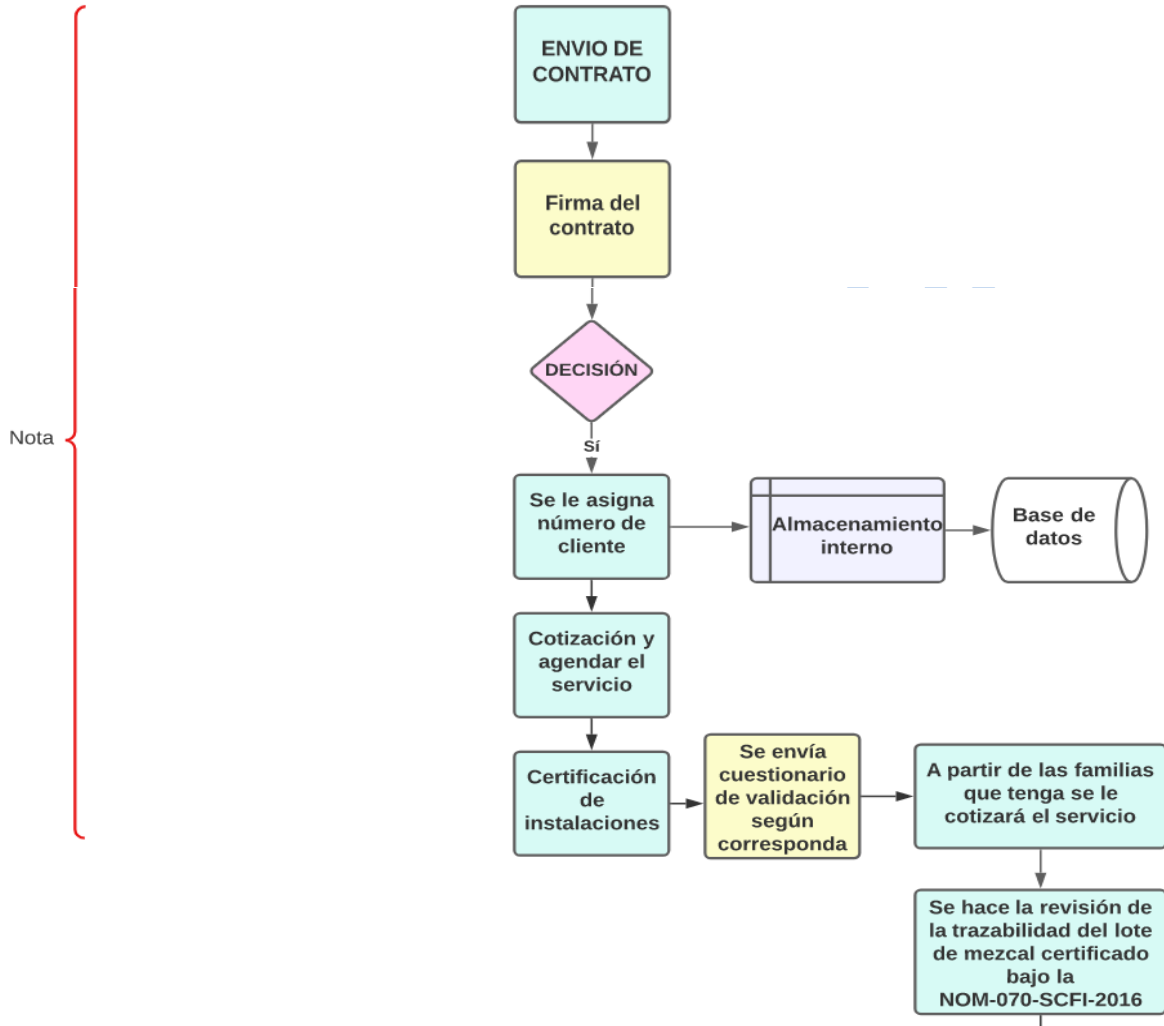 ENVIO DE
CONTRATO
Firma del
contrato
DECISIÓN
Nota
Sí
Se le asigna
número de
cliente
Almacenamiento
interno
Base de
datos
Cotización y
agendar el
servicio
Certificación
de
instalaciones
Se envía
cuestionario
de validación
según
corresponda
A partir de las familias
que tenga se le
cotizará el servicio
Se hace la revisión de
la trazabilidad del lote
de mezcal certificado
bajo la
NOM-070-SCFI-2016